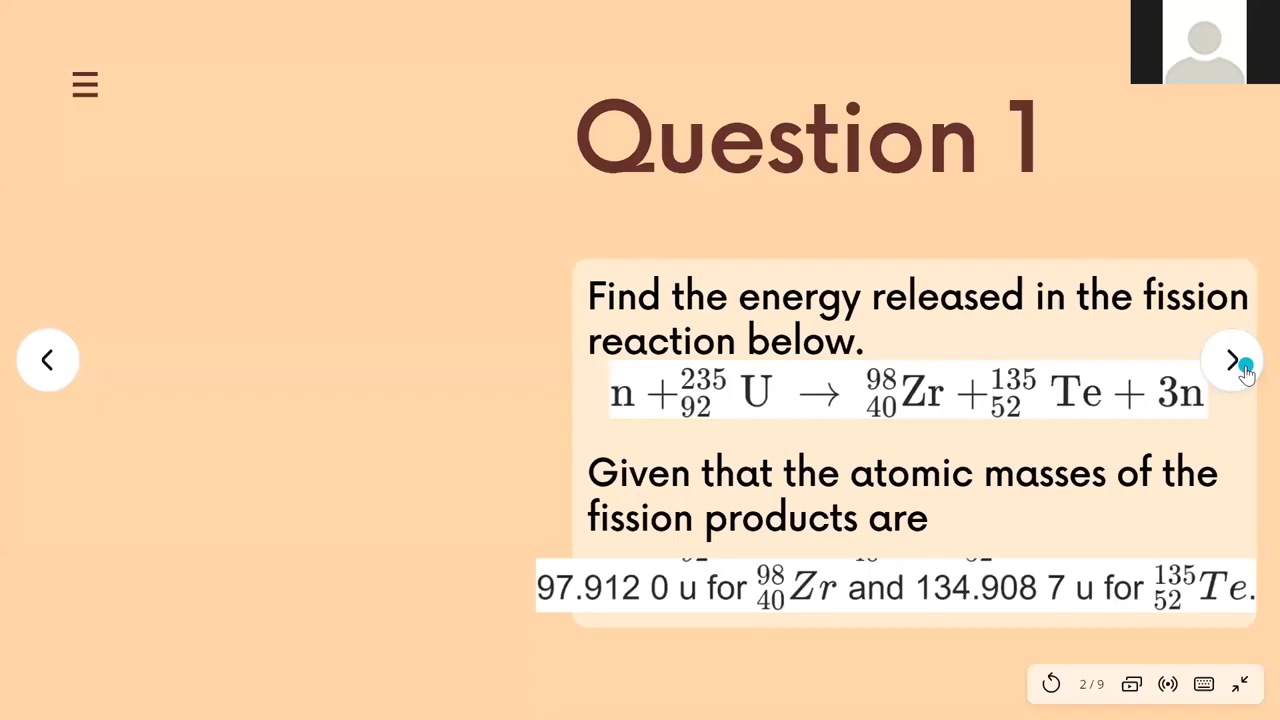 Question 1
Find the energy released in the fission
reaction below.
n + ²³⁵₉₂ U → ⁹⁸₄₀Zr + ¹³⁵₅₂ Te + 3n
Given that the atomic masses of the
fission products are
97.912 0 u for ⁹⁸₄₀Zr and 134.908 7 u for ¹³⁵₅₂Te.
2 / 9